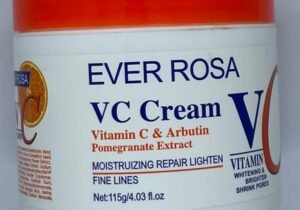 EVER ROSA
VC Cream
Vitamin C & Arbutin
Pomegranate Extract
MOISTRUIZING REPAIR LIGHTEN
FINE LINES
Net:115g/4.03 fl.oz
ROSA
C
VC
VITAMIN
WHITENING &
BRIGHTEN
SHRINK PORES